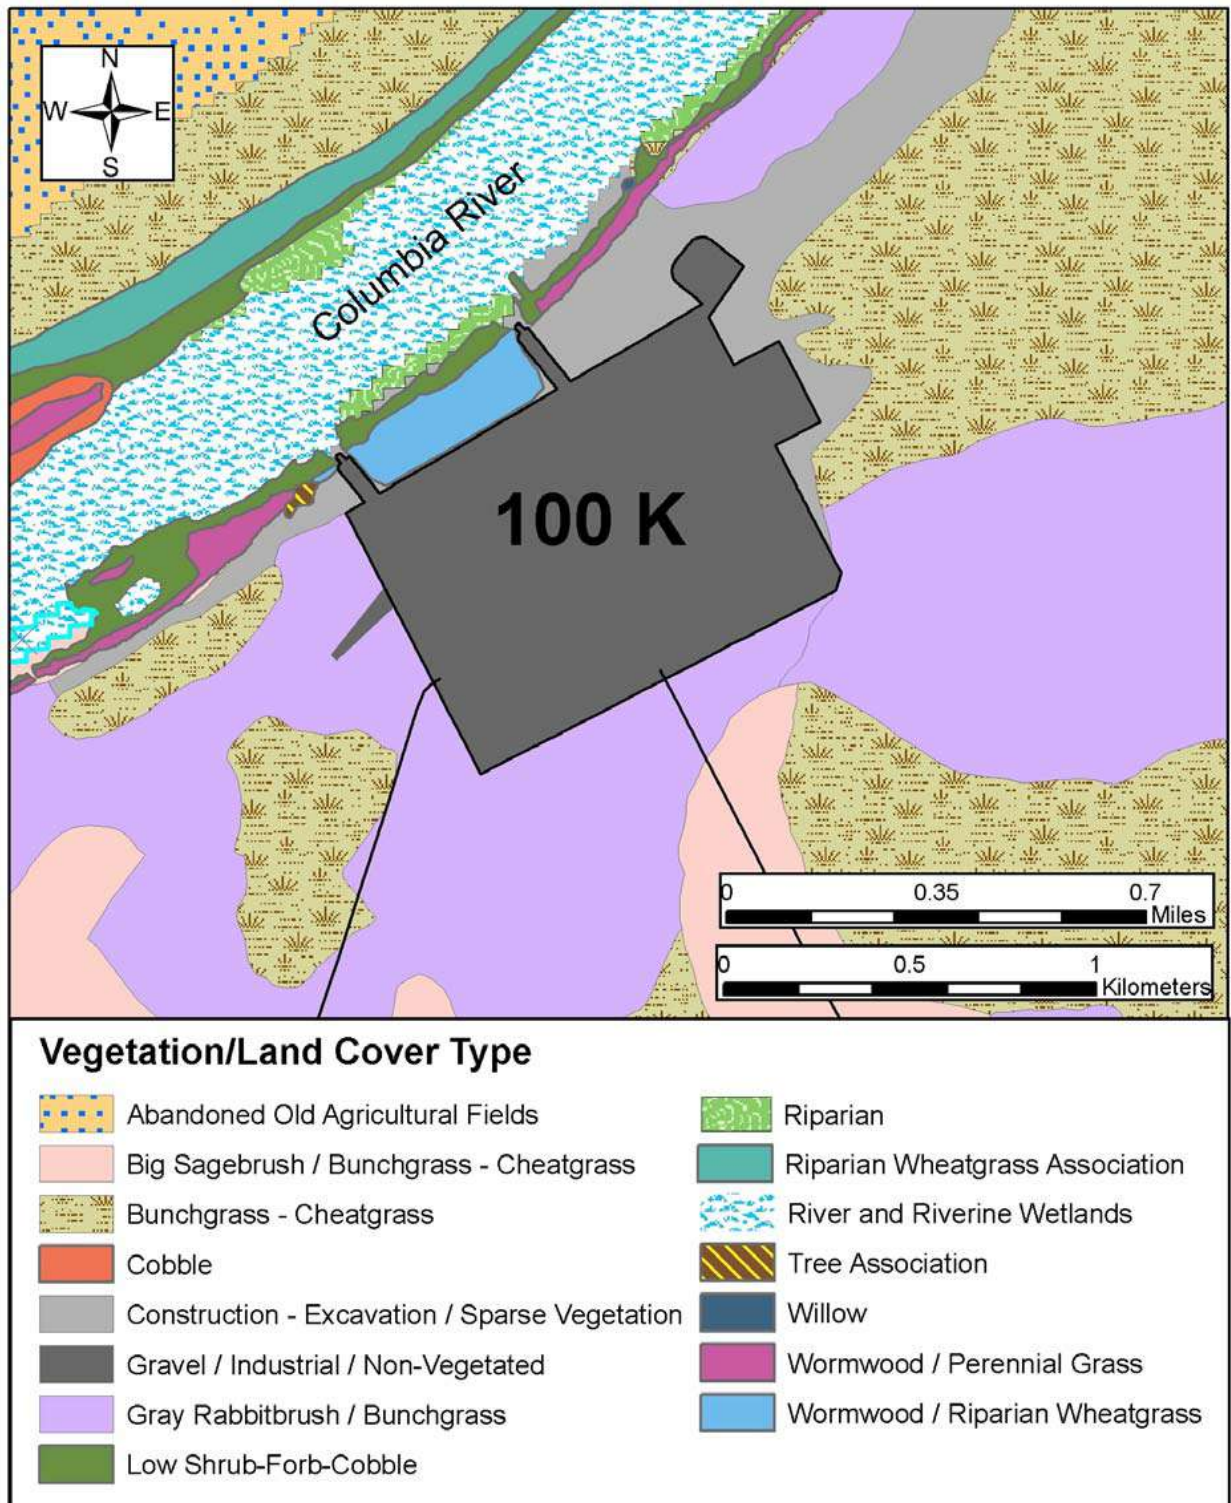 N
W E
S
Columbia River
100 K
0 0.35 0.7
Miles
0 0.5 1
Kilometers
Vegetation/Land Cover Type
Abandoned Old Agricultural Fields
Big Sagebrush / Bunchgrass - Cheatgrass
Bunchgrass - Cheatgrass
Cobble
Construction - Excavation / Sparse Vegetation
Gravel / Industrial / Non-Vegetated
Gray Rabbitbrush / Bunchgrass
Low Shrub-Forb-Cobble
Riparian
Riparian Wheatgrass Association
River and Riverine Wetlands
Tree Association
Willow
Wormwood / Perennial Grass
Wormwood / Riparian Wheatgrass